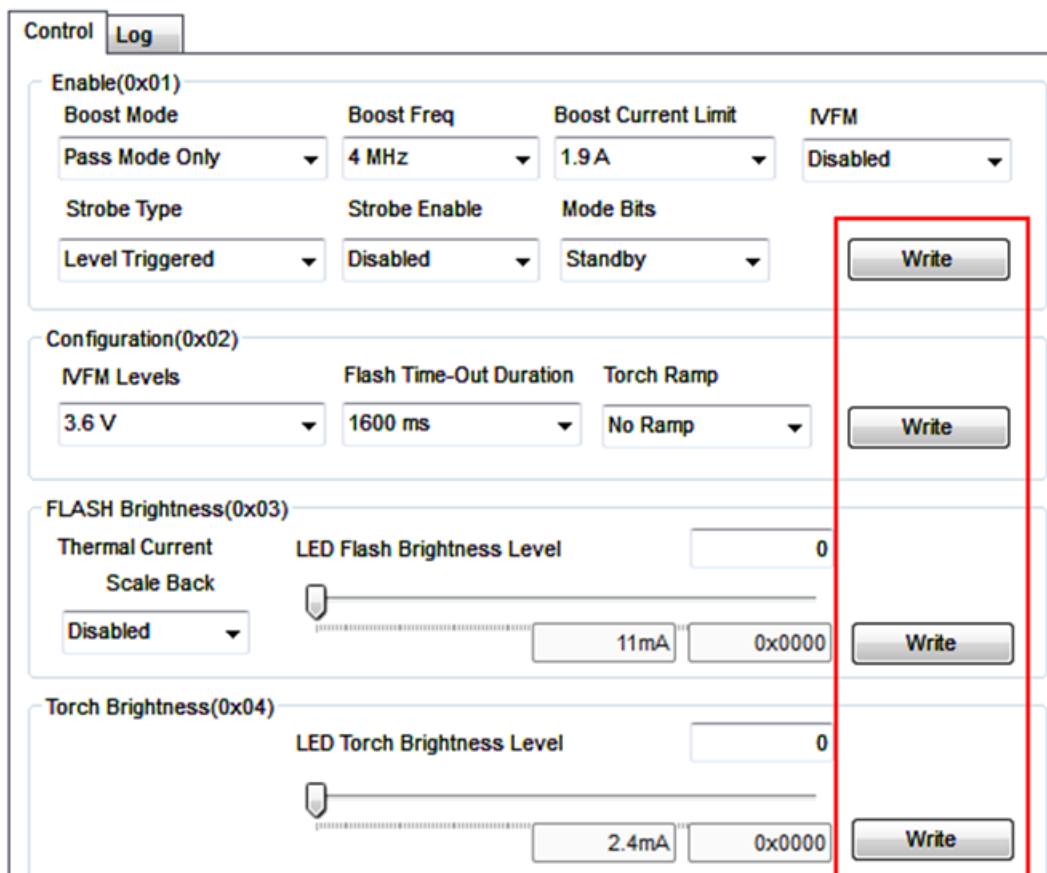 Control Log
Enable(0x01)
Boost Mode Boost Freq Boost Current Limit IVFM
Pass Mode Only 4 MHz 1.9 A Disabled
Strobe Type Strobe Enable Mode Bits
Level Triggered Disabled Standby Write
Configuration(0x02)
IVFM Levels Flash Time-Out Duration Torch Ramp
3.6 V 1600 ms No Ramp Write
FLASH Brightness(0x03)
Thermal Current LED Flash Brightness Level 0
Scale Back
Disabled 11mA 0x0000 Write
Torch Brightness(0x04)
LED Torch Brightness Level 0
2.4mA 0x0000 Write